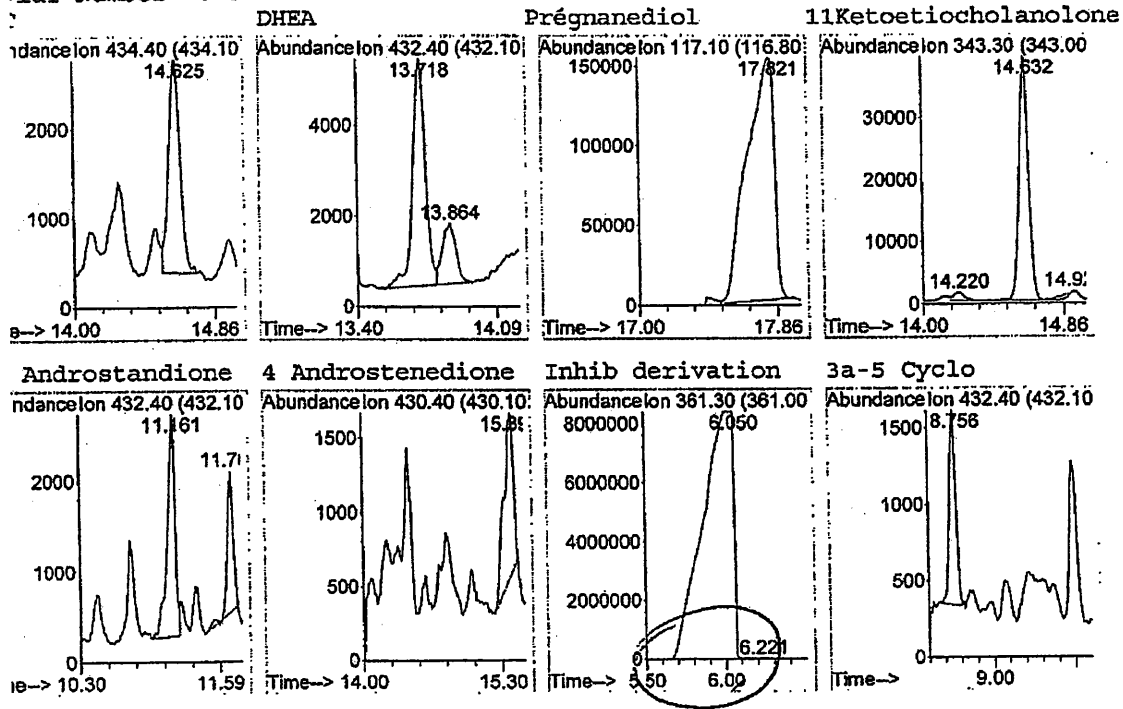 DHEA
Prégnanediol
11Ketoetiocholanolone
ndance Ion 434.40 (434.10
14.625
2000
1000
0
e--> 14.00 14.86
Abundance Ion 432.40 (432.10
13.718
4000
2000
13.864
0
Time--> 13.40 14.09
Abundance Ion 117.10 (116.80
150000
17.821
100000
50000
0
Time--> 17.00 17.86
Abundance Ion 343.30 (343.00
14.632
30000
20000
10000
14.220 14.9
0
Time--> 14.00 14.86
Androstandione
4 Androstenedione
Inhib derivation
3a-5 Cyclo
ndance Ion 432.40 (432.10
11.161
11.7
2000
1000
0
e--> 10.30 11.59
Abundance Ion 430.40 (430.10
1500
1000
500
0
Time--> 14.00 15.30
Abundance Ion 361.30 (361.00
8000000
6.050
6000000
4000000
2000000
6.221
0
Time--> 5.50 6.00
Abundance Ion 432.40 (432.10
1500
8.756
1000
500
0
Time--> 9.00